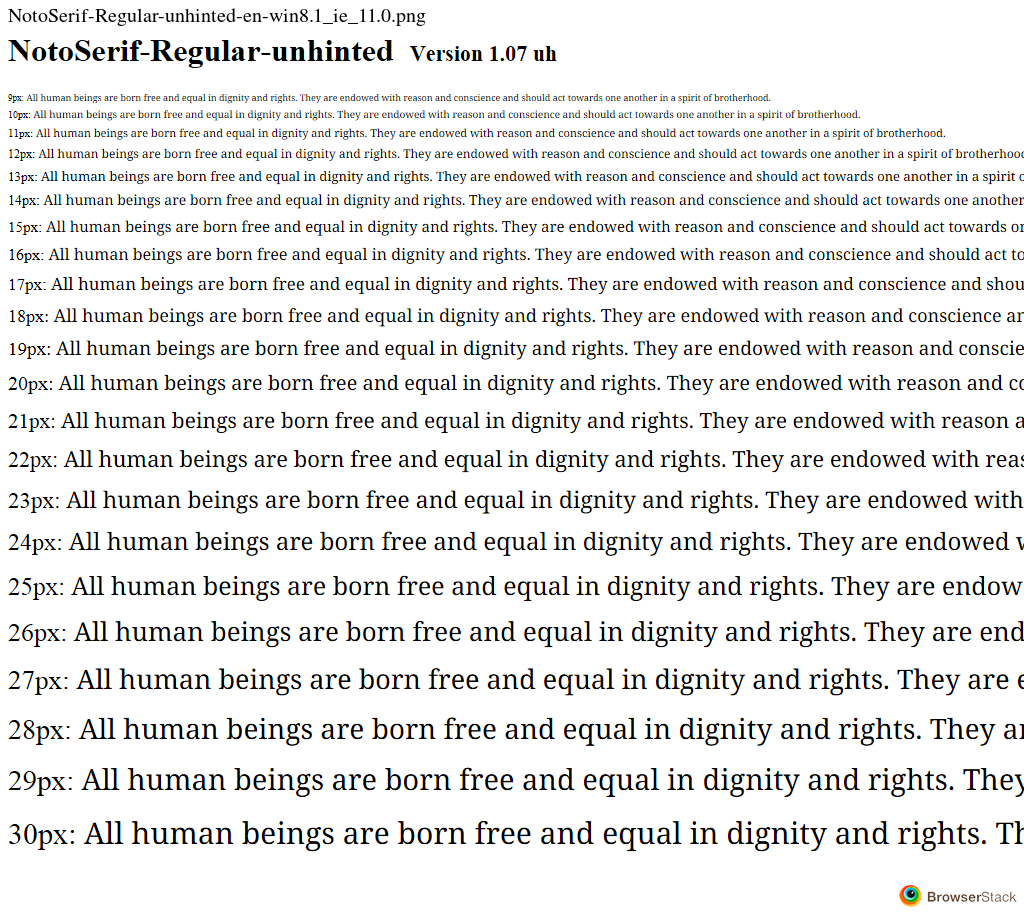 NotoSerif-Regular-unhinted-en-win8.1_ie_11.0.png
NotoSerif-Regular-unhinted Version 1.07 uh
9px: All human beings are born free and equal in dignity and rights. They are endowed with reason and conscience and should act towards one another in a spirit of brotherhood.
10px: All human beings are born free and equal in dignity and rights. They are endowed with reason and conscience and should act towards one another in a spirit of brotherhood.
11px: All human beings are born free and equal in dignity and rights. They are endowed with reason and conscience and should act towards one another in a spirit of brotherhood.
12px: All human beings are born free and equal in dignity and rights. They are endowed with reason and conscience and should act towards one another in a spirit of brotherhoo
13px: All human beings are born free and equal in dignity and rights. They are endowed with reason and conscience and should act towards one another in a spirit
14px: All human beings are born free and equal in dignity and rights. They are endowed with reason and conscience and should act towards one another
15px: All human beings are born free and equal in dignity and rights. They are endowed with reason and conscience and should act towards
16px: All human beings are born free and equal in dignity and rights. They are endowed with reason and conscience and should act to
17px: All human beings are born free and equal in dignity and rights. They are endowed with reason and conscience and shou
18px: All human beings are born free and equal in dignity and rights. They are endowed with reason and conscience
19px: All human beings are born free and equal in dignity and rights. They are endowed with reason and conscie
20px: All human beings are born free and equal in dignity and rights. They are endowed with reason and
21px: All human beings are born free and equal in dignity and rights. They are endowed with reason a
22px: All human beings are born free and equal in dignity and rights. They are endowed with rea
23px: All human beings are born free and equal in dignity and rights. They are endowed with
24px: All human beings are born free and equal in dignity and rights. They are endowed
25px: All human beings are born free and equal in dignity and rights. They are endow
26px: All human beings are born free and equal in dignity and rights. They are end
27px: All human beings are born free and equal in dignity and rights. They are
28px: All human beings are born free and equal in dignity and rights. They a
29px: All human beings are born free and equal in dignity and rights. They
30px: All human beings are born free and equal in dignity and rights. Th
BrowserStack